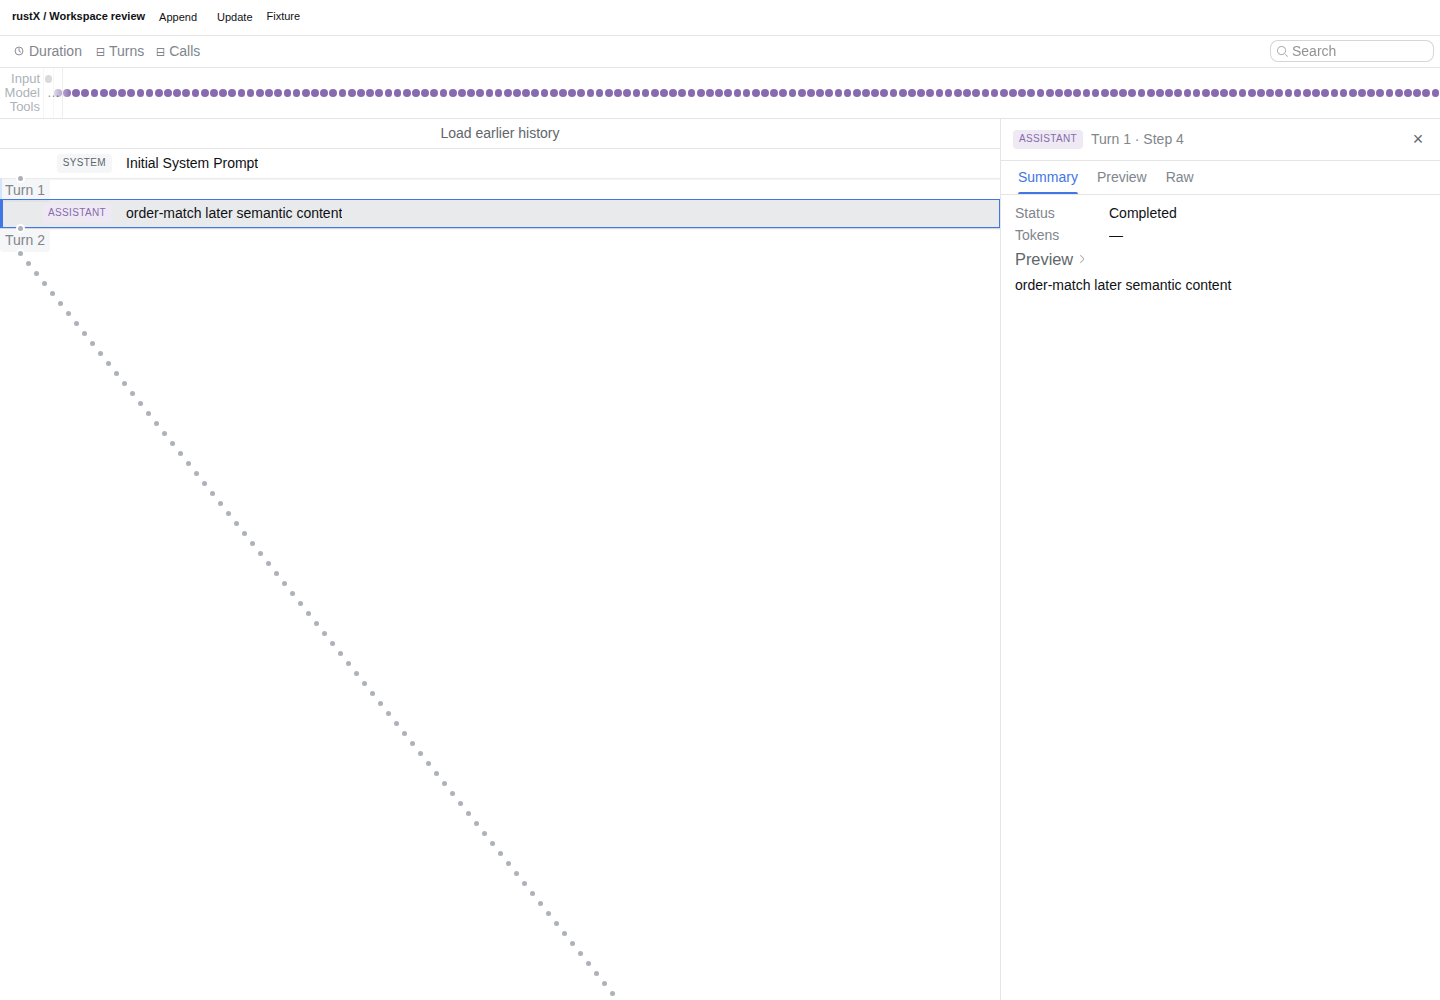 rustX / Workspace review Append Update Fixture
Duration Turns Calls Search
Input
Model ...
Tools
Load earlier history
SYSTEM Initial System Prompt
Turn 1
ASSISTANT order-match later semantic content
Turn 2
ASSISTANT Turn 1 · Step 4 ×
Summary Preview Raw
Status Completed
Tokens —
Preview
order-match later semantic content